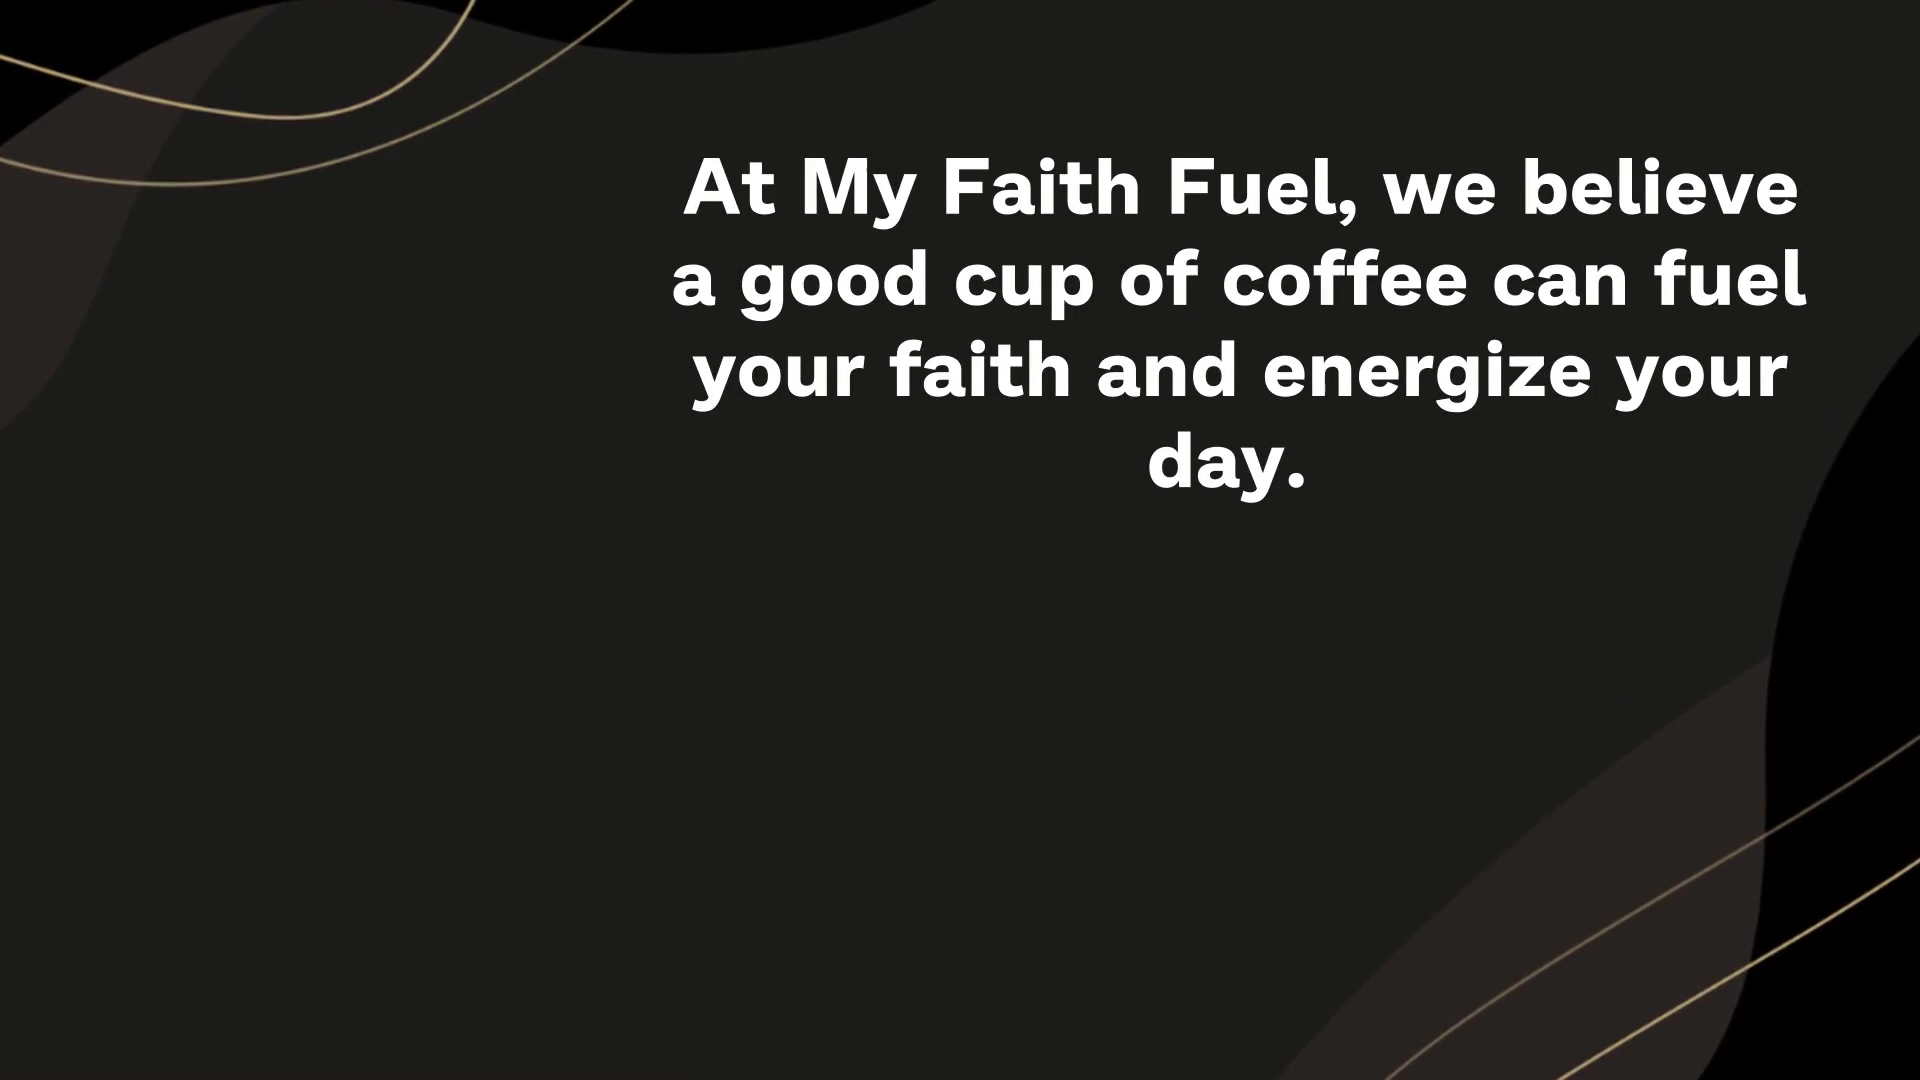 At My Faith Fuel, we believe
a good cup of coffee can fuel
your faith and energize your
day.